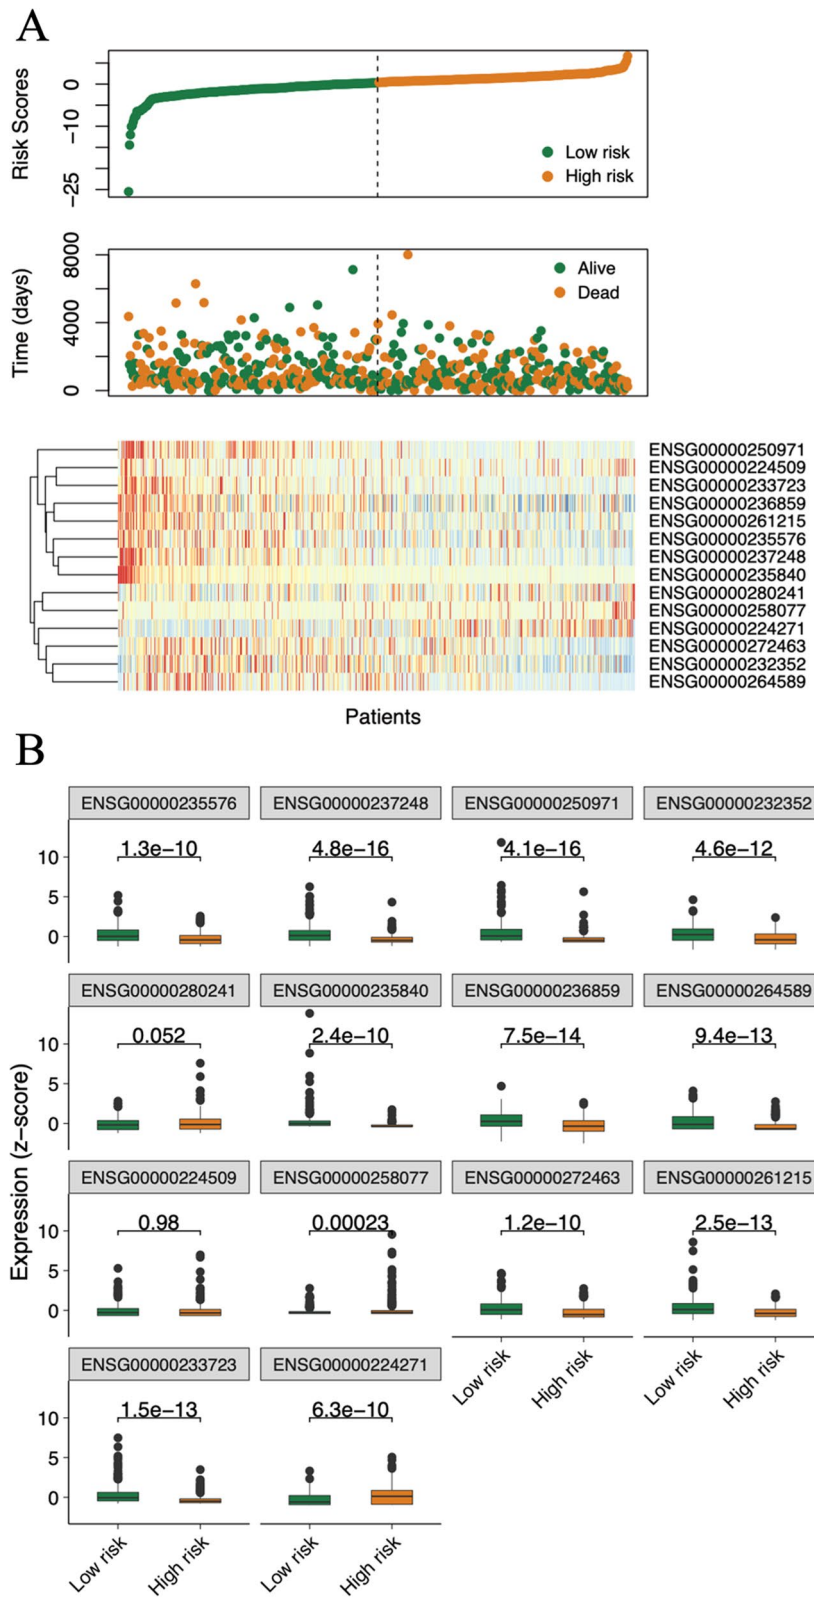 A
Risk Scores
0
−10
−25
Low risk
High risk
Time (days)
8000
4000
0
Alive
Dead
ENSG00000250971
ENSG00000224509
ENSG00000233723
ENSG00000236859
ENSG00000261215
ENSG00000235576
ENSG00000237248
ENSG00000235840
ENSG00000280241
ENSG00000258077
ENSG00000224271
ENSG00000272463
ENSG00000232352
ENSG00000264589
Patients
B
Expression (z−score)
ENSG00000235576 ENSG00000237248 ENSG00000250971 ENSG00000232352
1.3e−10 4.8e−16 4.1e−16 4.6e−12
10
5
0
ENSG00000280241 ENSG00000235840 ENSG00000236859 ENSG00000264589
0.052 2.4e−10 7.5e−14 9.4e−13
10
5
0
ENSG00000224509 ENSG00000258077 ENSG00000272463 ENSG00000261215
0.98 0.00023 1.2e−10 2.5e−13
10
5
0
Low risk High risk Low risk High risk
ENSG00000233723 ENSG00000224271
1.5e−13 6.3e−10
10
5
0
Low risk High risk Low risk High risk